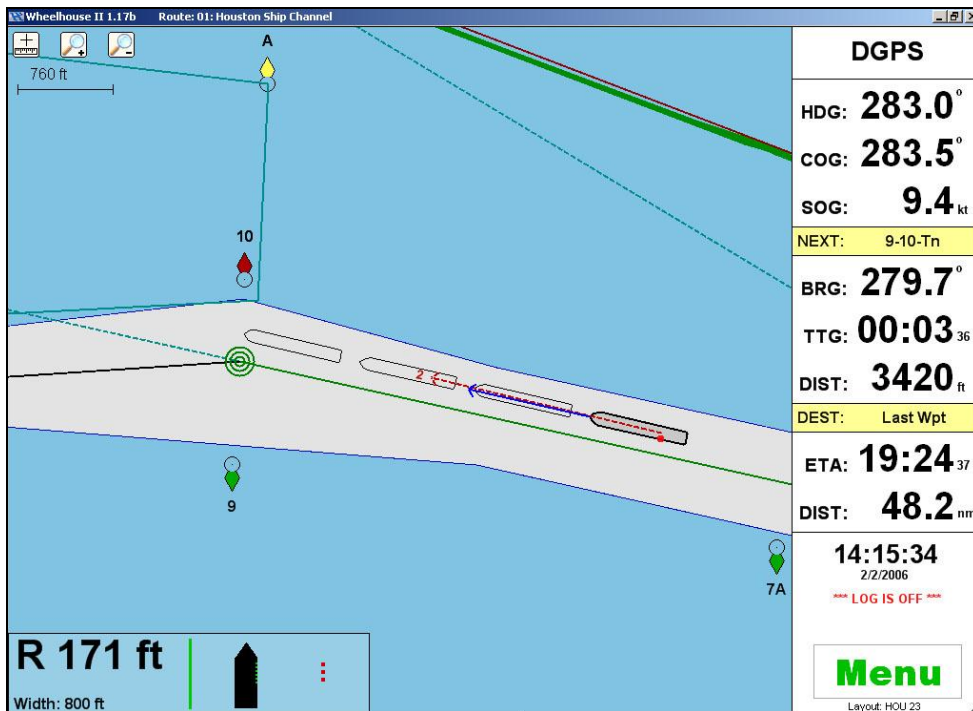 Wheelhouse II 1.17b Route: 01: Houston Ship Channel
760 ft
A
10
2
9
7A
R 171 ft
Width: 800 ft
DGPS
HDG: 283.0°
COG: 283.5°
SOG: 9.4 kt
NEXT: 9-10-Tn
BRG: 279.7°
TTG: 00:03 36
DIST: 3420 ft
DEST: Last Wpt
ETA: 19:24 37
DIST: 48.2 nm
14:15:34
2/2/2006
*** LOG IS OFF ***
Menu
Layout: HOU 23